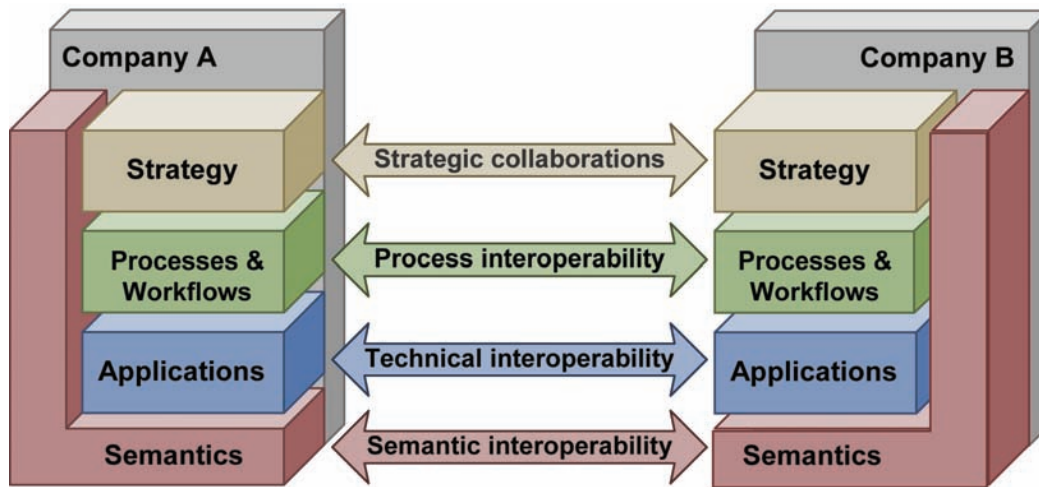 Company A
Company B
Strategy
Strategic collaborations
Strategy
Processes &
Workflows
Process interoperability
Processes &
Workflows
Applications
Technical interoperability
Applications
Semantics
Semantic interoperability
Semantics